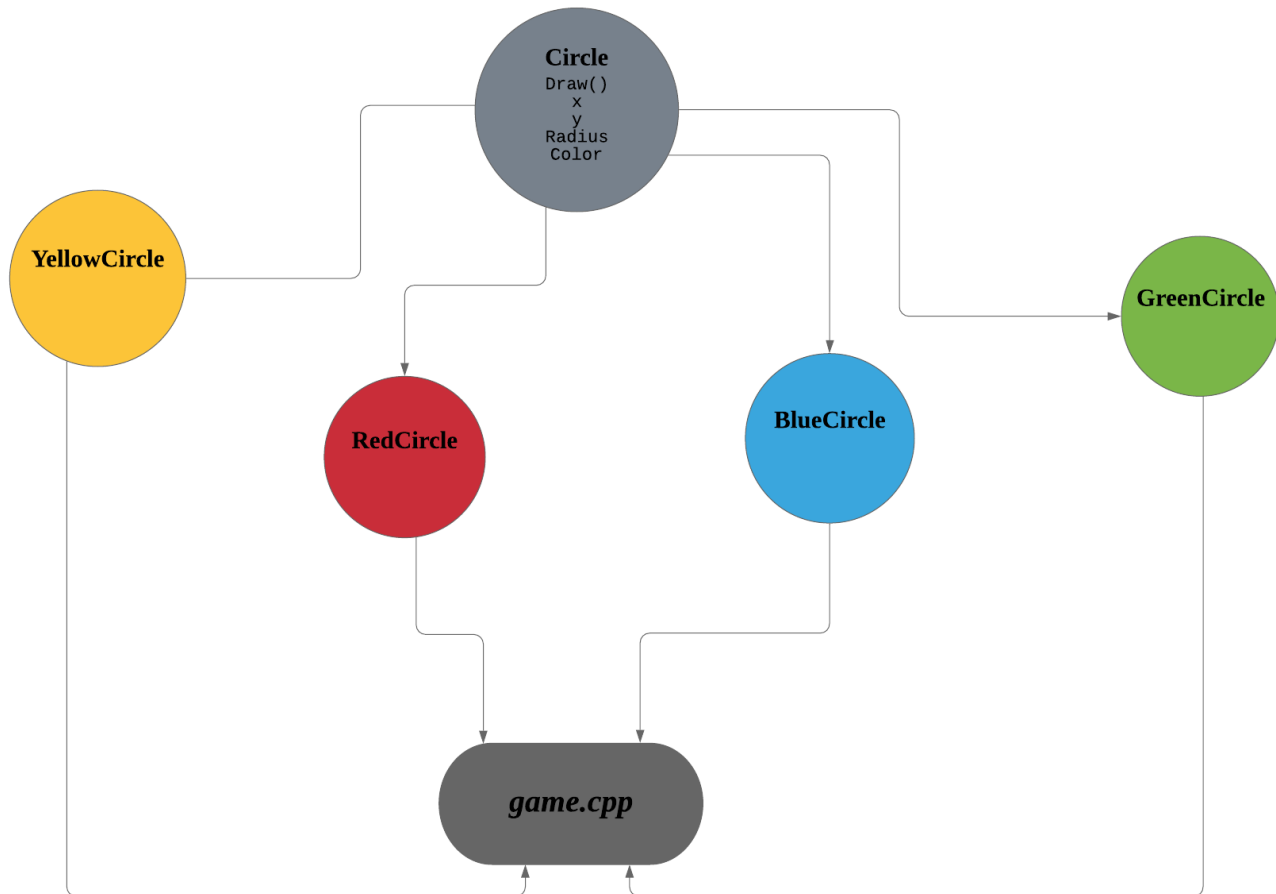 Circle
Draw()
x
y
Radius
Color
YellowCircle
GreenCircle
RedCircle
BlueCircle
game.cpp